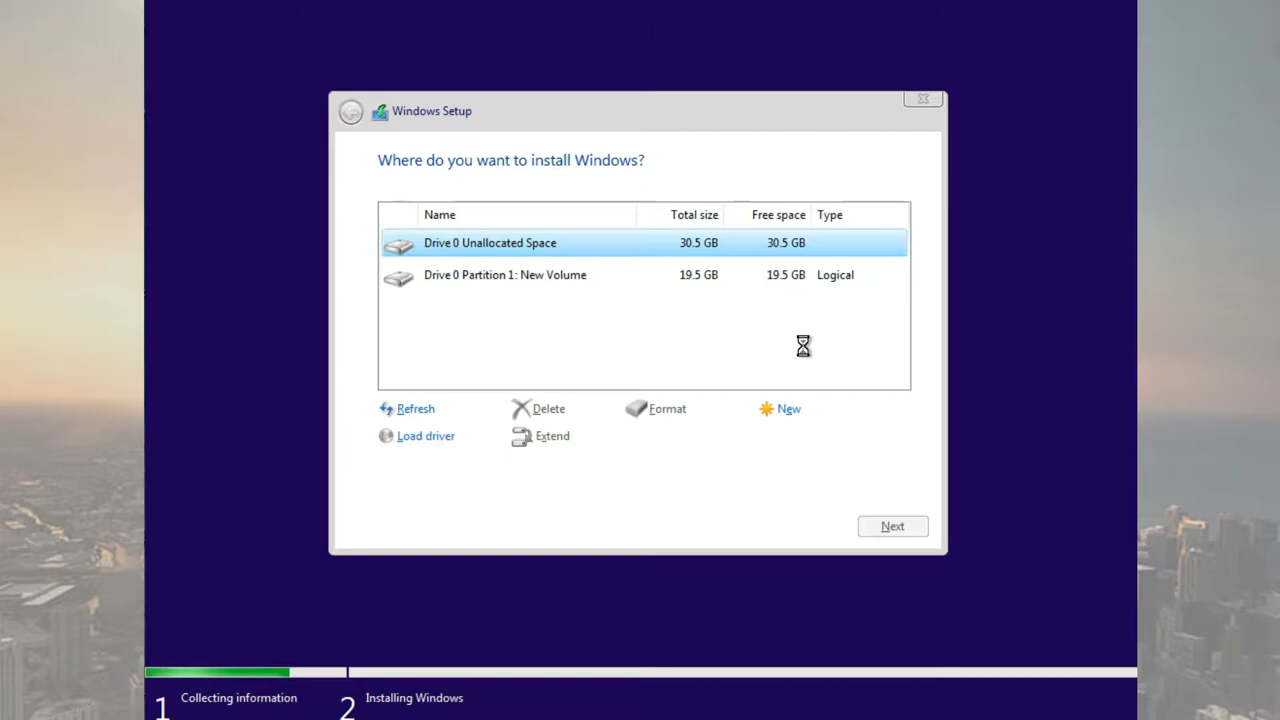 Windows Setup
Where do you want to install Windows?
Name Total size Free space Type
Drive 0 Unallocated Space 30.5 GB 30.5 GB
Drive 0 Partition 1: New Volume 19.5 GB 19.5 GB Logical
Refresh Delete Format New
Load driver Extend
Next
1 Collecting information 2 Installing Windows